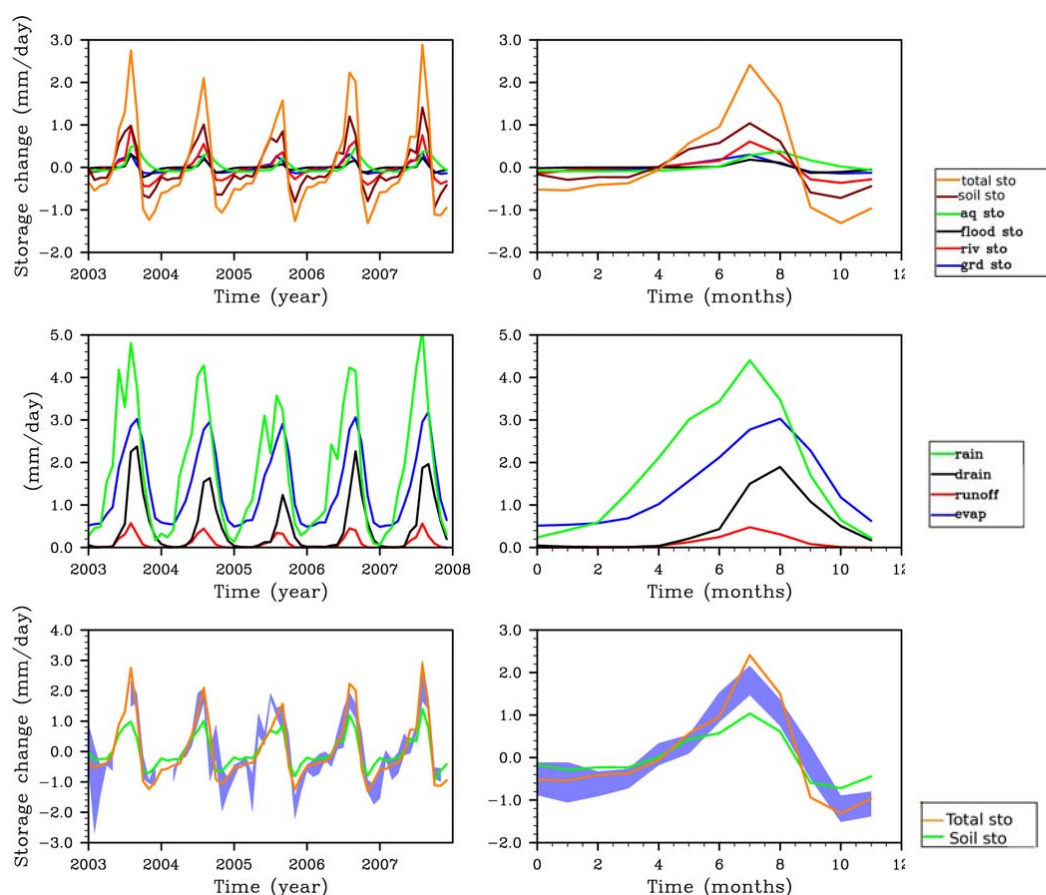 Storage change (mm/day)
3.0
2.0
1.0
0.0
−1.0
−2.0
2003 2004 2005 2006 2007
Time (year)
3.0
2.0
1.0
0.0
−1.0
−2.0
0 2 4 6 8 10 12
Time (months)
total sto
soil sto
aq sto
flood sto
riv sto
grd sto
(mm/day)
5.0
4.0
3.0
2.0
1.0
0.0
2003 2004 2005 2006 2007 2008
Time (year)
5.0
4.0
3.0
2.0
1.0
0.0
0 2 4 6 8 10 12
Time (months)
rain
drain
runoff
evap
Storage change (mm/day)
4.0
3.0
2.0
1.0
0.0
−1.0
−2.0
−3.0
2003 2004 2005 2006 2007
Time (year)
3.0
2.0
1.0
0.0
−1.0
−2.0
0 2 4 6 8 10 12
Time (months)
Total sto
Soil sto